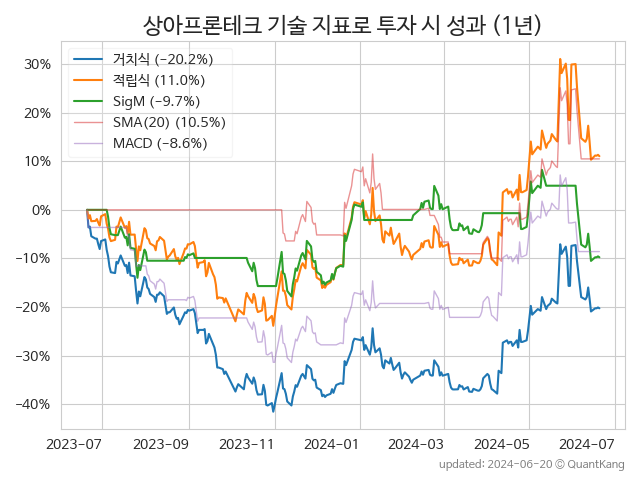 상아프론테크 기술 지표로 투자 시 성과 (1년)
거치식 (−20.2%)
적립식 (11.0%)
SigM (−9.7%)
SMA(20) (10.5%)
MACD (−8.6%)
30%
20%
10%
0%
−10%
−20%
−30%
−40%
2023-07 2023-09 2023-11 2024-01 2024-03 2024-05 2024-07
updated: 2024-06-20 © QuantKang